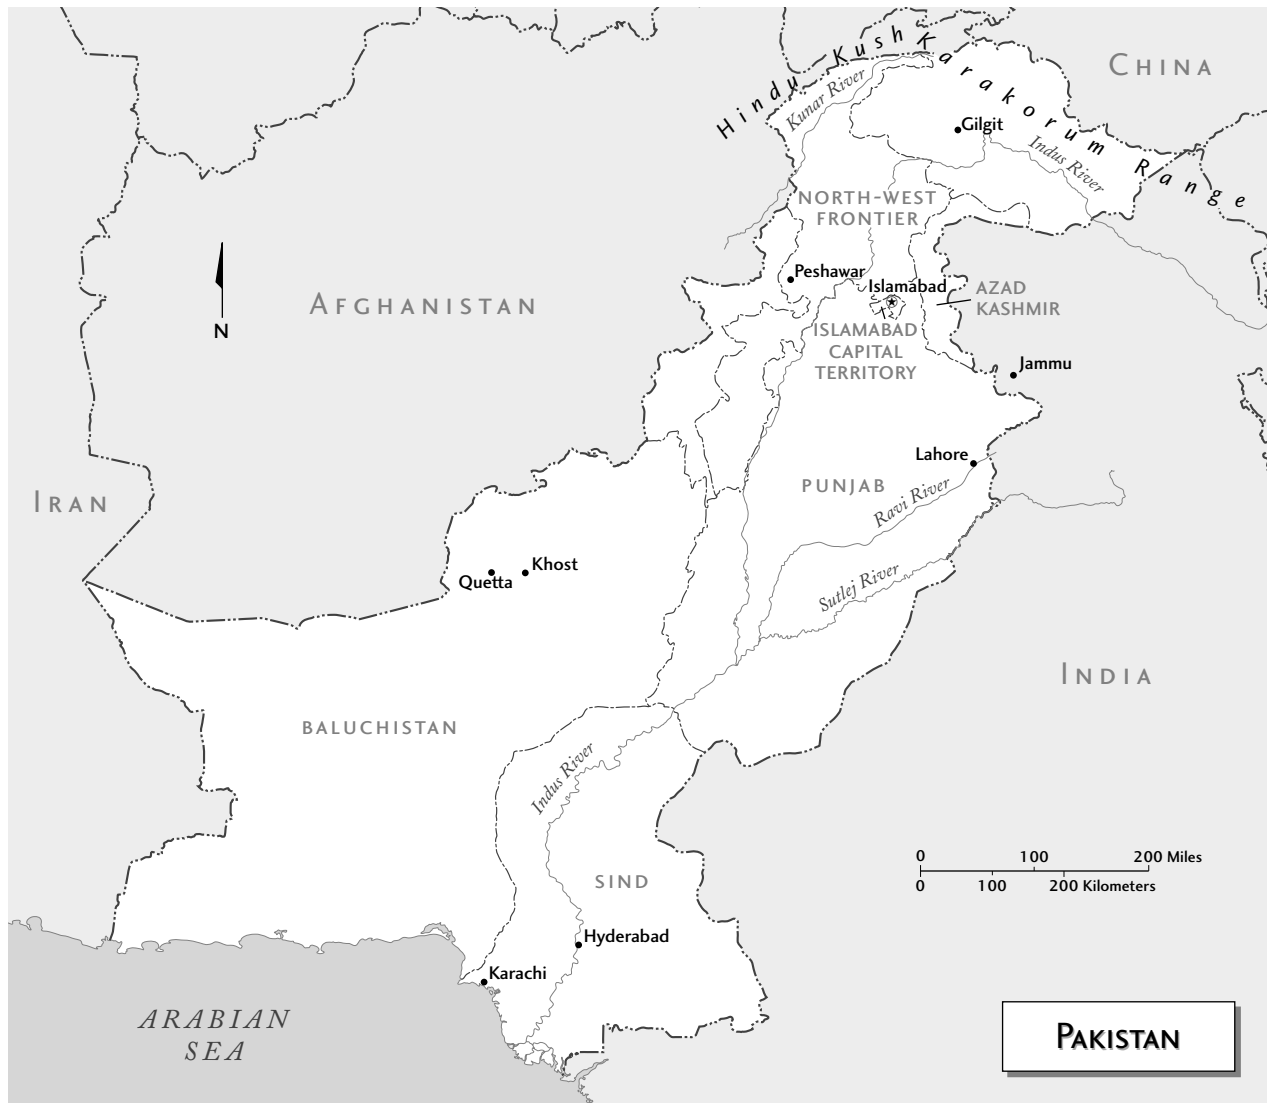 Hindu Kush
Karakorum Range
CHINA
Kunar River
Gilgit
Indus River
NORTH-WEST
FRONTIER
Peshawar
Islamabad
AZAD
KASHMIR
AFGHANISTAN
N
ISLAMABAD
CAPITAL
TERRITORY
Jammu
Lahore
PUNJAB
IRAN
Ravi River
Khost
Quetta
Sutlej River
INDIA
BALUCHISTAN
Indus River
0 100 200 Miles
0 100 200 Kilometers
SIND
Hyderabad
Karachi
ARABIAN
SEA
PAKISTAN